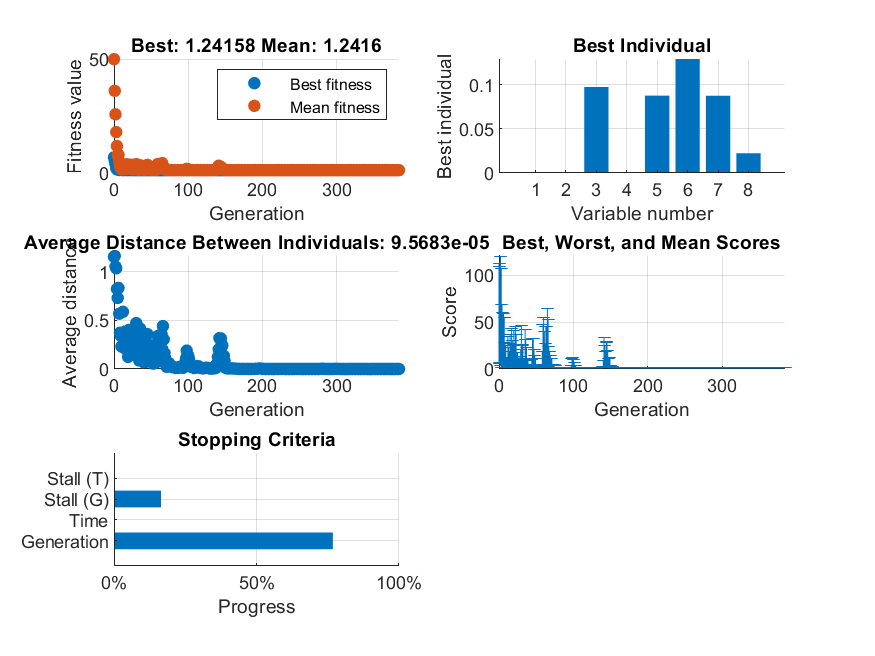 Best: 1.24158 Mean: 1.2416
Fitness value
50
0
Best fitness
Mean fitness
0 100 200 300
Generation
Best Individual
Best individual
0.1
0.05
0
1 2 3 4 5 6 7 8
Variable number
Average Distance Between Individuals: 9.5683e-05
Average distance
1
0.5
0
0 100 200 300
Generation
Best, Worst, and Mean Scores
Score
100
50
0
0 100 200 300
Generation
Stopping Criteria
Stall (T)
Stall (G)
Time
Generation
0% 50% 100%
Progress